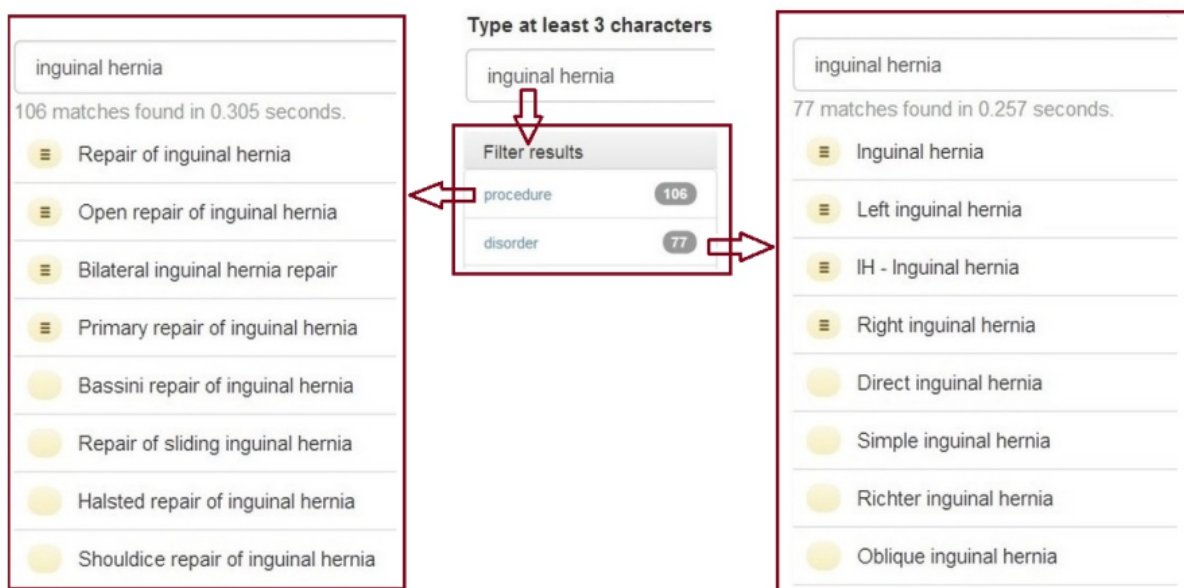 inguinal hernia
106 matches found in 0.305 seconds.
Repair of inguinal hernia
Open repair of inguinal hernia
Bilateral inguinal hernia repair
Primary repair of inguinal hernia
Bassini repair of inguinal hernia
Repair of sliding inguinal hernia
Halsted repair of inguinal hernia
Shouldice repair of inguinal hernia
Type at least 3 characters
inguinal hernia
Filter results
procedure 106
disorder 77
inguinal hernia
77 matches found in 0.257 seconds.
Inguinal hernia
Left inguinal hernia
IH - Inguinal hernia
Right inguinal hernia
Direct inguinal hernia
Simple inguinal hernia
Richter inguinal hernia
Oblique inguinal hernia